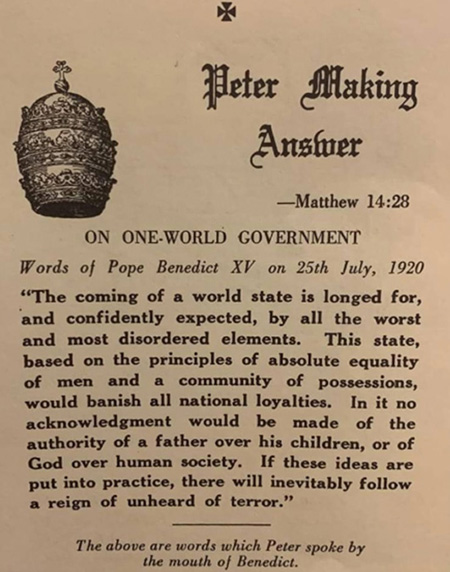 Peter Making
Answer
—Matthew 14:28
ON ONE-WORLD GOVERNMENT
Words of Pope Benedict XV on 25th July, 1920
“The coming of a world state is longed for,
and confidently expected, by all the worst
and most disordered elements. This state,
based on the principles of absolute equality
of men and a community of possessions,
would banish all national loyalties. In it no
acknowledgment would be made of the
authority of a father over his children, or of
God over human society. If these ideas are
put into practice, there will inevitably follow
a reign of unheard of terror.”
The above are words which Peter spoke by
the mouth of Benedict.